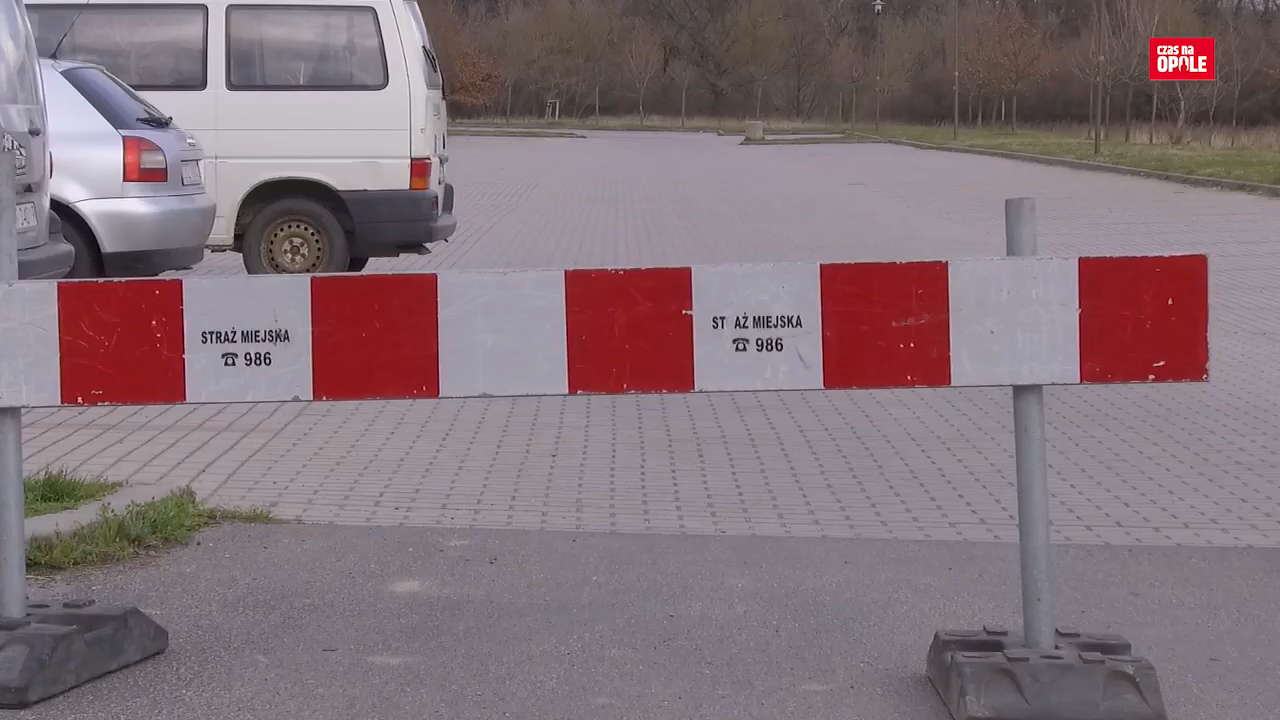 czas na
OPOLE
STRAŻ MIEJSKA
☎ 986
ST AŻ MIEJSKA
☎ 986